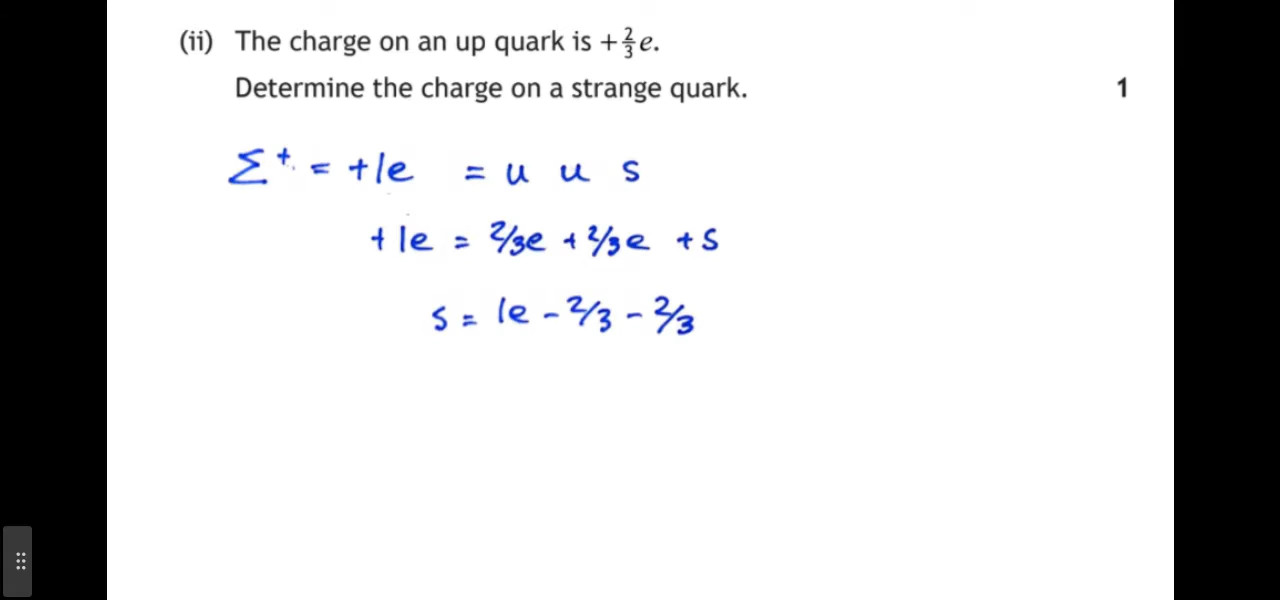 (ii) The charge on an up quark is +⅔e.
Determine the charge on a strange quark. 1
Σ⁺ = +1e = u u s
+1e = 2/3e + 2/3e + s
s = 1e - 2/3 - 2/3